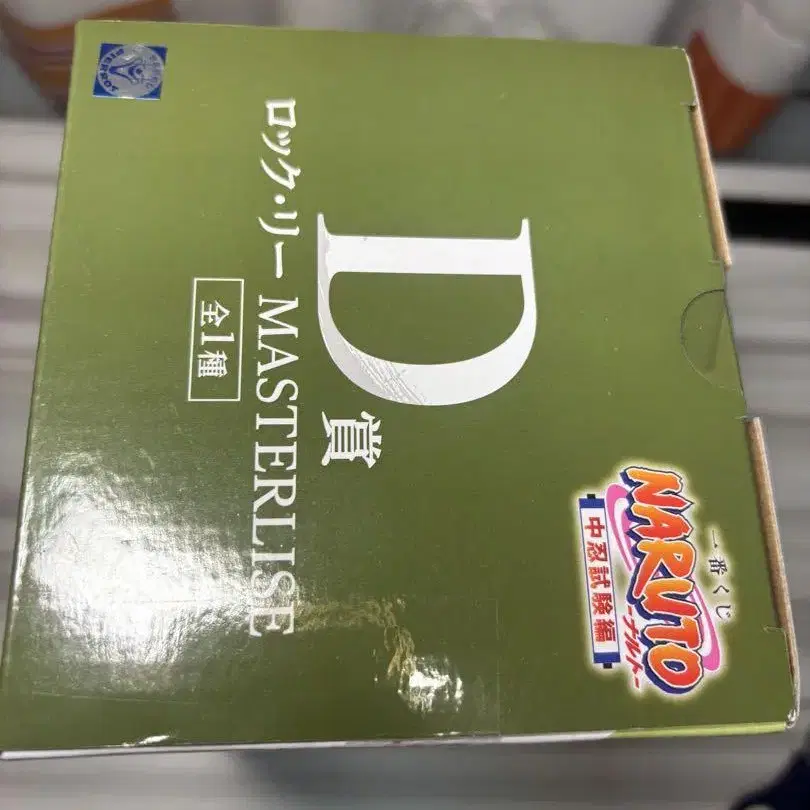 一番くじ
NARUTO
-ナルト-
中忍試験編
D賞
ロック・リー MASTERLISE
全1種